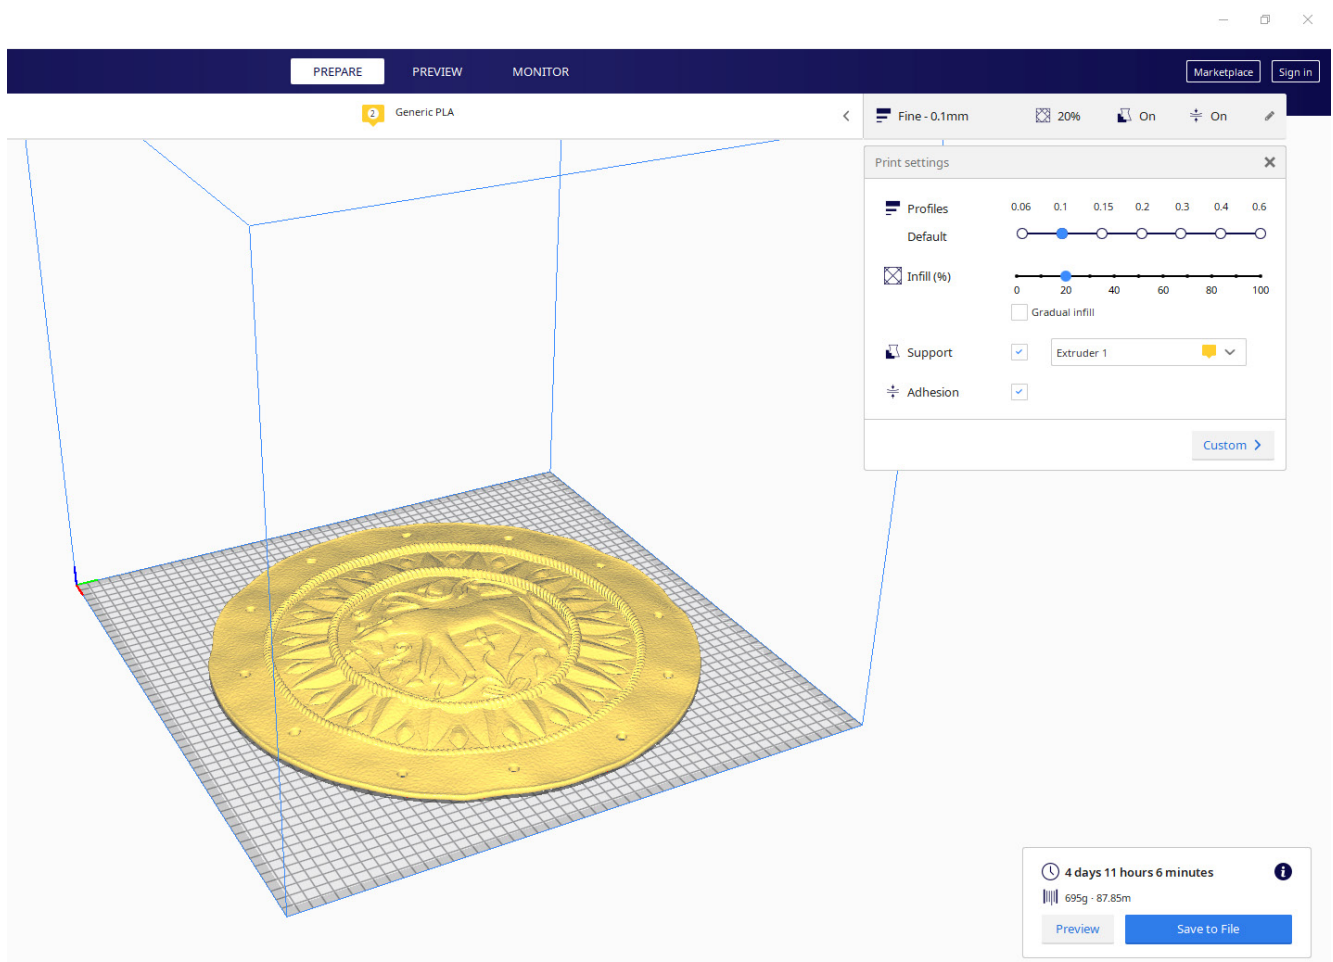 PREPARE PREVIEW MONITOR Marketplace Sign in
2 Generic PLA Fine - 0.1mm 20% On On
Print settings
Profiles 0.06 0.1 0.15 0.2 0.3 0.4 0.6
Default
Infill (%)
0 20 40 60 80 100
Gradual infill
Support Extruder 1
Adhesion
Custom
4 days 11 hours 6 minutes
695g - 87.85m
Preview Save to File